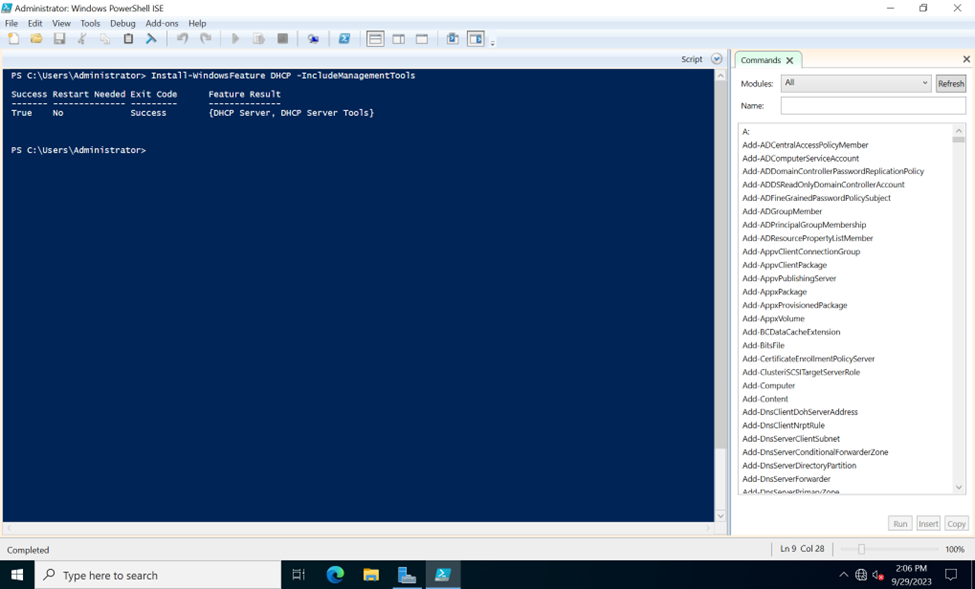 Administrator: Windows PowerShell ISE
File Edit View Tools Debug Add-ons Help
Script
PS C:\Users\Administrator> Install-WindowsFeature DHCP -IncludeManagementTools
Success Restart Needed Exit Code Feature Result
------- -------------- --------- --------------
True No Success {DHCP Server, DHCP Server Tools}
PS C:\Users\Administrator>
Commands
Modules: All Refresh
Name:
A:
Add-ADCentralAccessPolicyMember
Add-ADComputerServiceAccount
Add-ADDomainControllerPasswordReplicationPolicy
Add-ADDSReadOnlyDomainControllerAccount
Add-ADFineGrainedPasswordPolicySubject
Add-ADGroupMember
Add-ADPrincipalGroupMembership
Add-ADResourcePropertyListMember
Add-AppvClientConnectionGroup
Add-AppvClientPackage
Add-AppvPublishingServer
Add-AppxPackage
Add-AppxProvisionedPackage
Add-AppxVolume
Add-BCDataCacheExtension
Add-BitsFile
Add-CertificateEnrollmentPolicyServer
Add-ClusteriSCSITargetServerRole
Add-Computer
Add-Content
Add-DnsClientDohServerAddress
Add-DnsClientNrptRule
Add-DnsServerClientSubnet
Add-DnsServerConditionalForwarderZone
Add-DnsServerDirectoryPartition
Add-DnsServerForwarder
Add-DnsServerPrimaryZone
Run Insert Copy
Completed
Ln 9 Col 28
100%
Type here to search
2:06 PM
9/29/2023